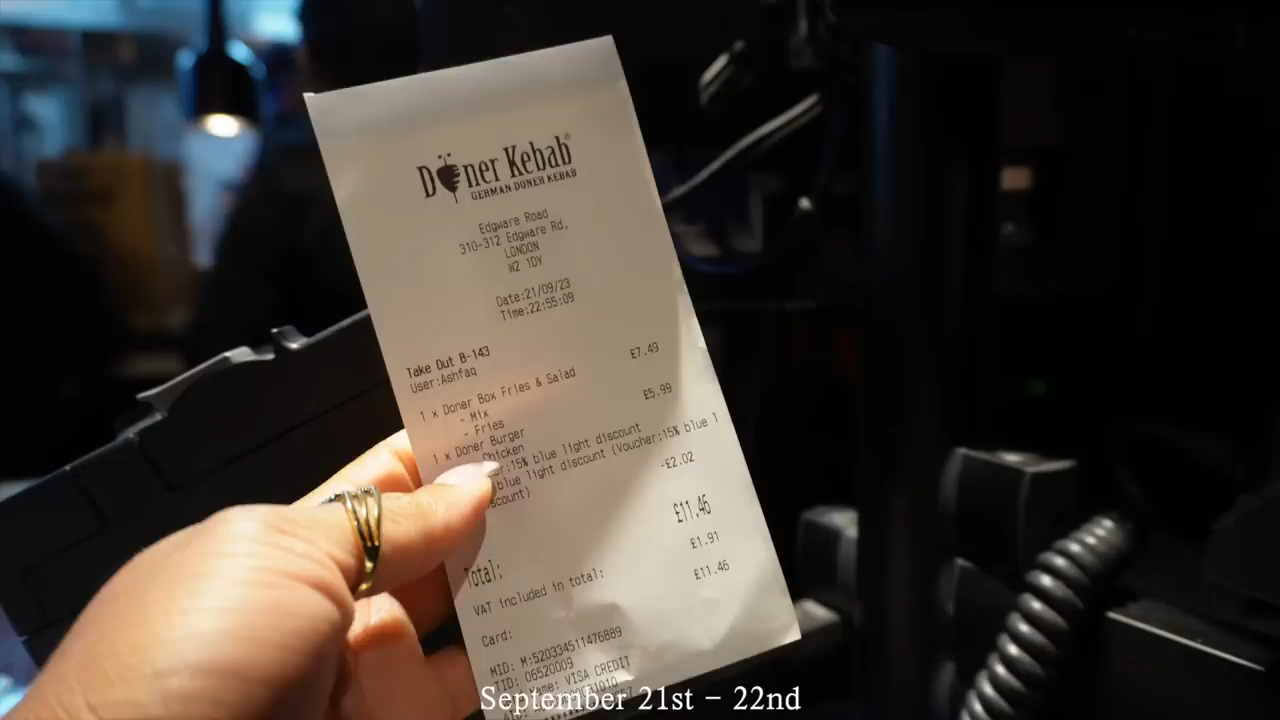 Döner Kebab®
GERMAN DONER KEBAB
Edgware Road
310-312 Edgware Rd,
LONDON
W2 1DY
Date:21/09/23
Time:22:55:09
Take Out B-143
User:Ashfaq
1 x Doner Box Fries & Salad £7.49
- Mix
- Fries
1 x Doner Burger £5.99
Chicken
15% blue light discount
blue light discount (Voucher:15% blue l
-£2.02
Total: £11.46
VAT included in total: £1.91
Card: £11.46
MID: M:520334511476889
TID: 06520009
Name: VISA CREDIT
September 21st – 22nd